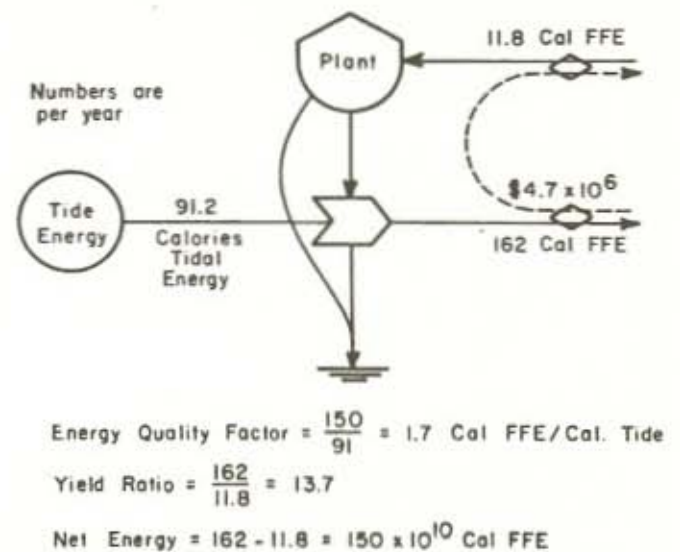 11.8 Cal FFE
Plant
Numbers are
per year
$4.7 x 10^6
Tide
Energy
91.2
Calories
Tidal
Energy
162 Cal FFE
Energy Quality Factor = 150/91 = 1.7 Cal FFE/Cal. Tide
Yield Ratio = 162/11.8 = 13.7
Net Energy = 162 - 11.8 = 150 x 10^10 Cal FFE